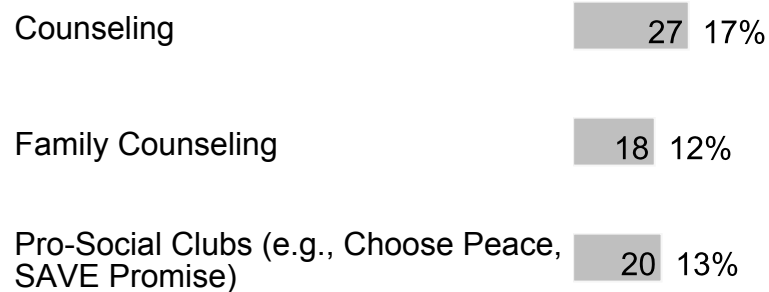 Counseling 27 17%
Family Counseling 18 12%
Pro-Social Clubs (e.g., Choose Peace,
SAVE Promise) 20 13%